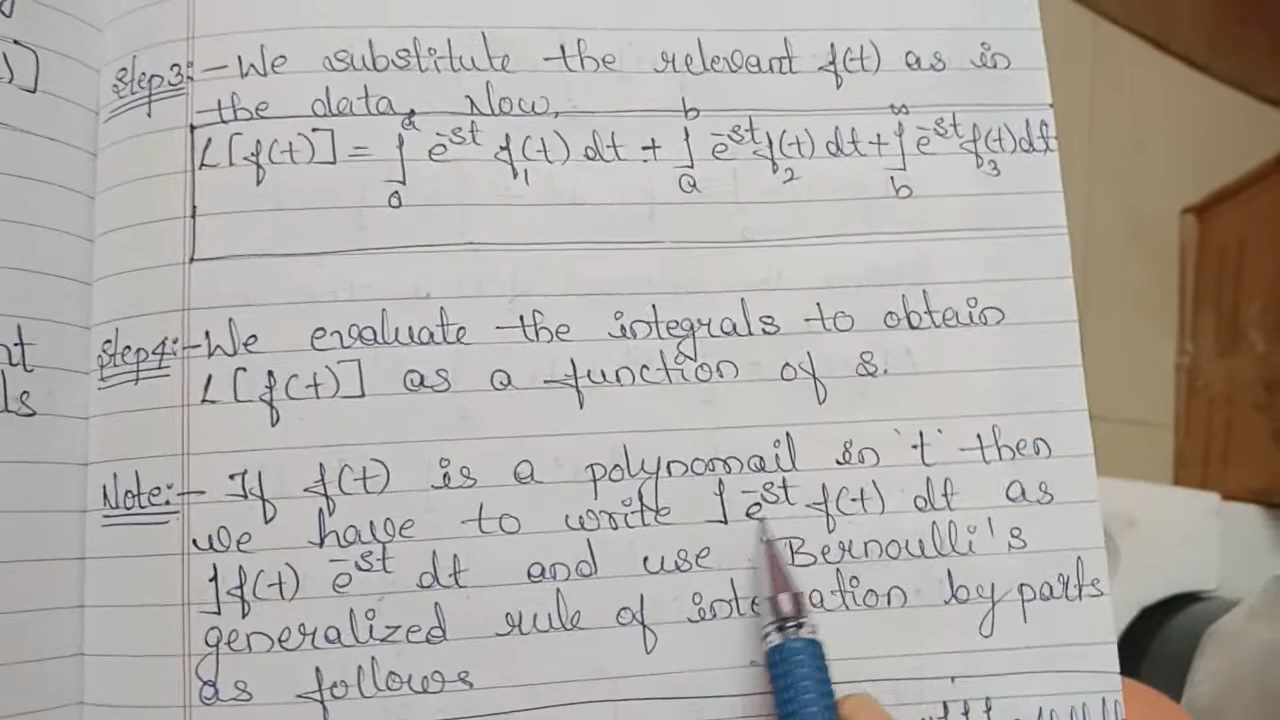 Step3:- We substitute the relevant f(t) as in
the data. Now,
L[f(t)] = ∫₀ᵃ e^-st f₁(t) dt + ∫ₐᵇ e^-st f₂(t) dt + ∫_b^∞ e^-st f₃(t) dt
nt
Step4:- We evaluate the integrals to obtain
ls
L[f(t)] as a function of s.
Note:- If f(t) is a polynomail in 't' then
we have to write ∫ e^-st f(t) dt as
∫ f(t) e^-st dt and use Bernoulli's
generalized rule of integration by parts
as follows